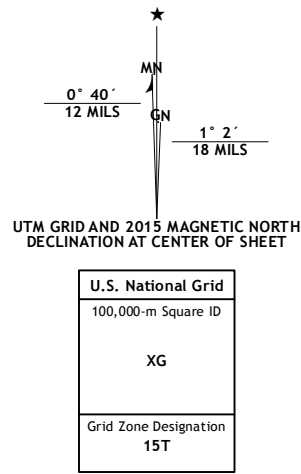 MN
0° 40´
12 MILS
GN
1° 2´
18 MILS
UTM GRID AND 2015 MAGNETIC NORTH
DECLINATION AT CENTER OF SHEET
U.S. National Grid
100,000-m Square ID
XG
Grid Zone Designation
15T